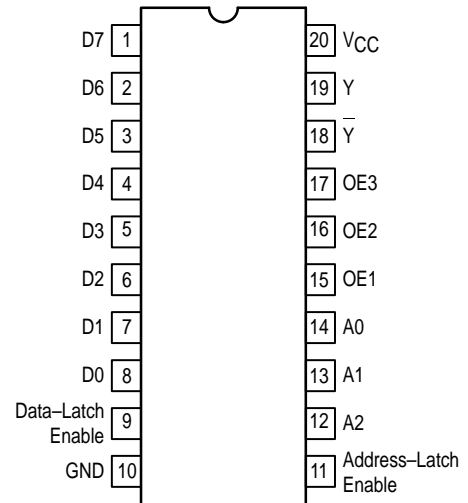 D7 1 20 VCC
D6 2 19 Y
D5 3 18 Y̅
D4 4 17 OE3
D3 5 16 OE2
D2 6 15 OE1
D1 7 14 A0
D0 8 13 A1
Data–Latch
Enable 9 12 A2
GND 10 11 Address–Latch
Enable